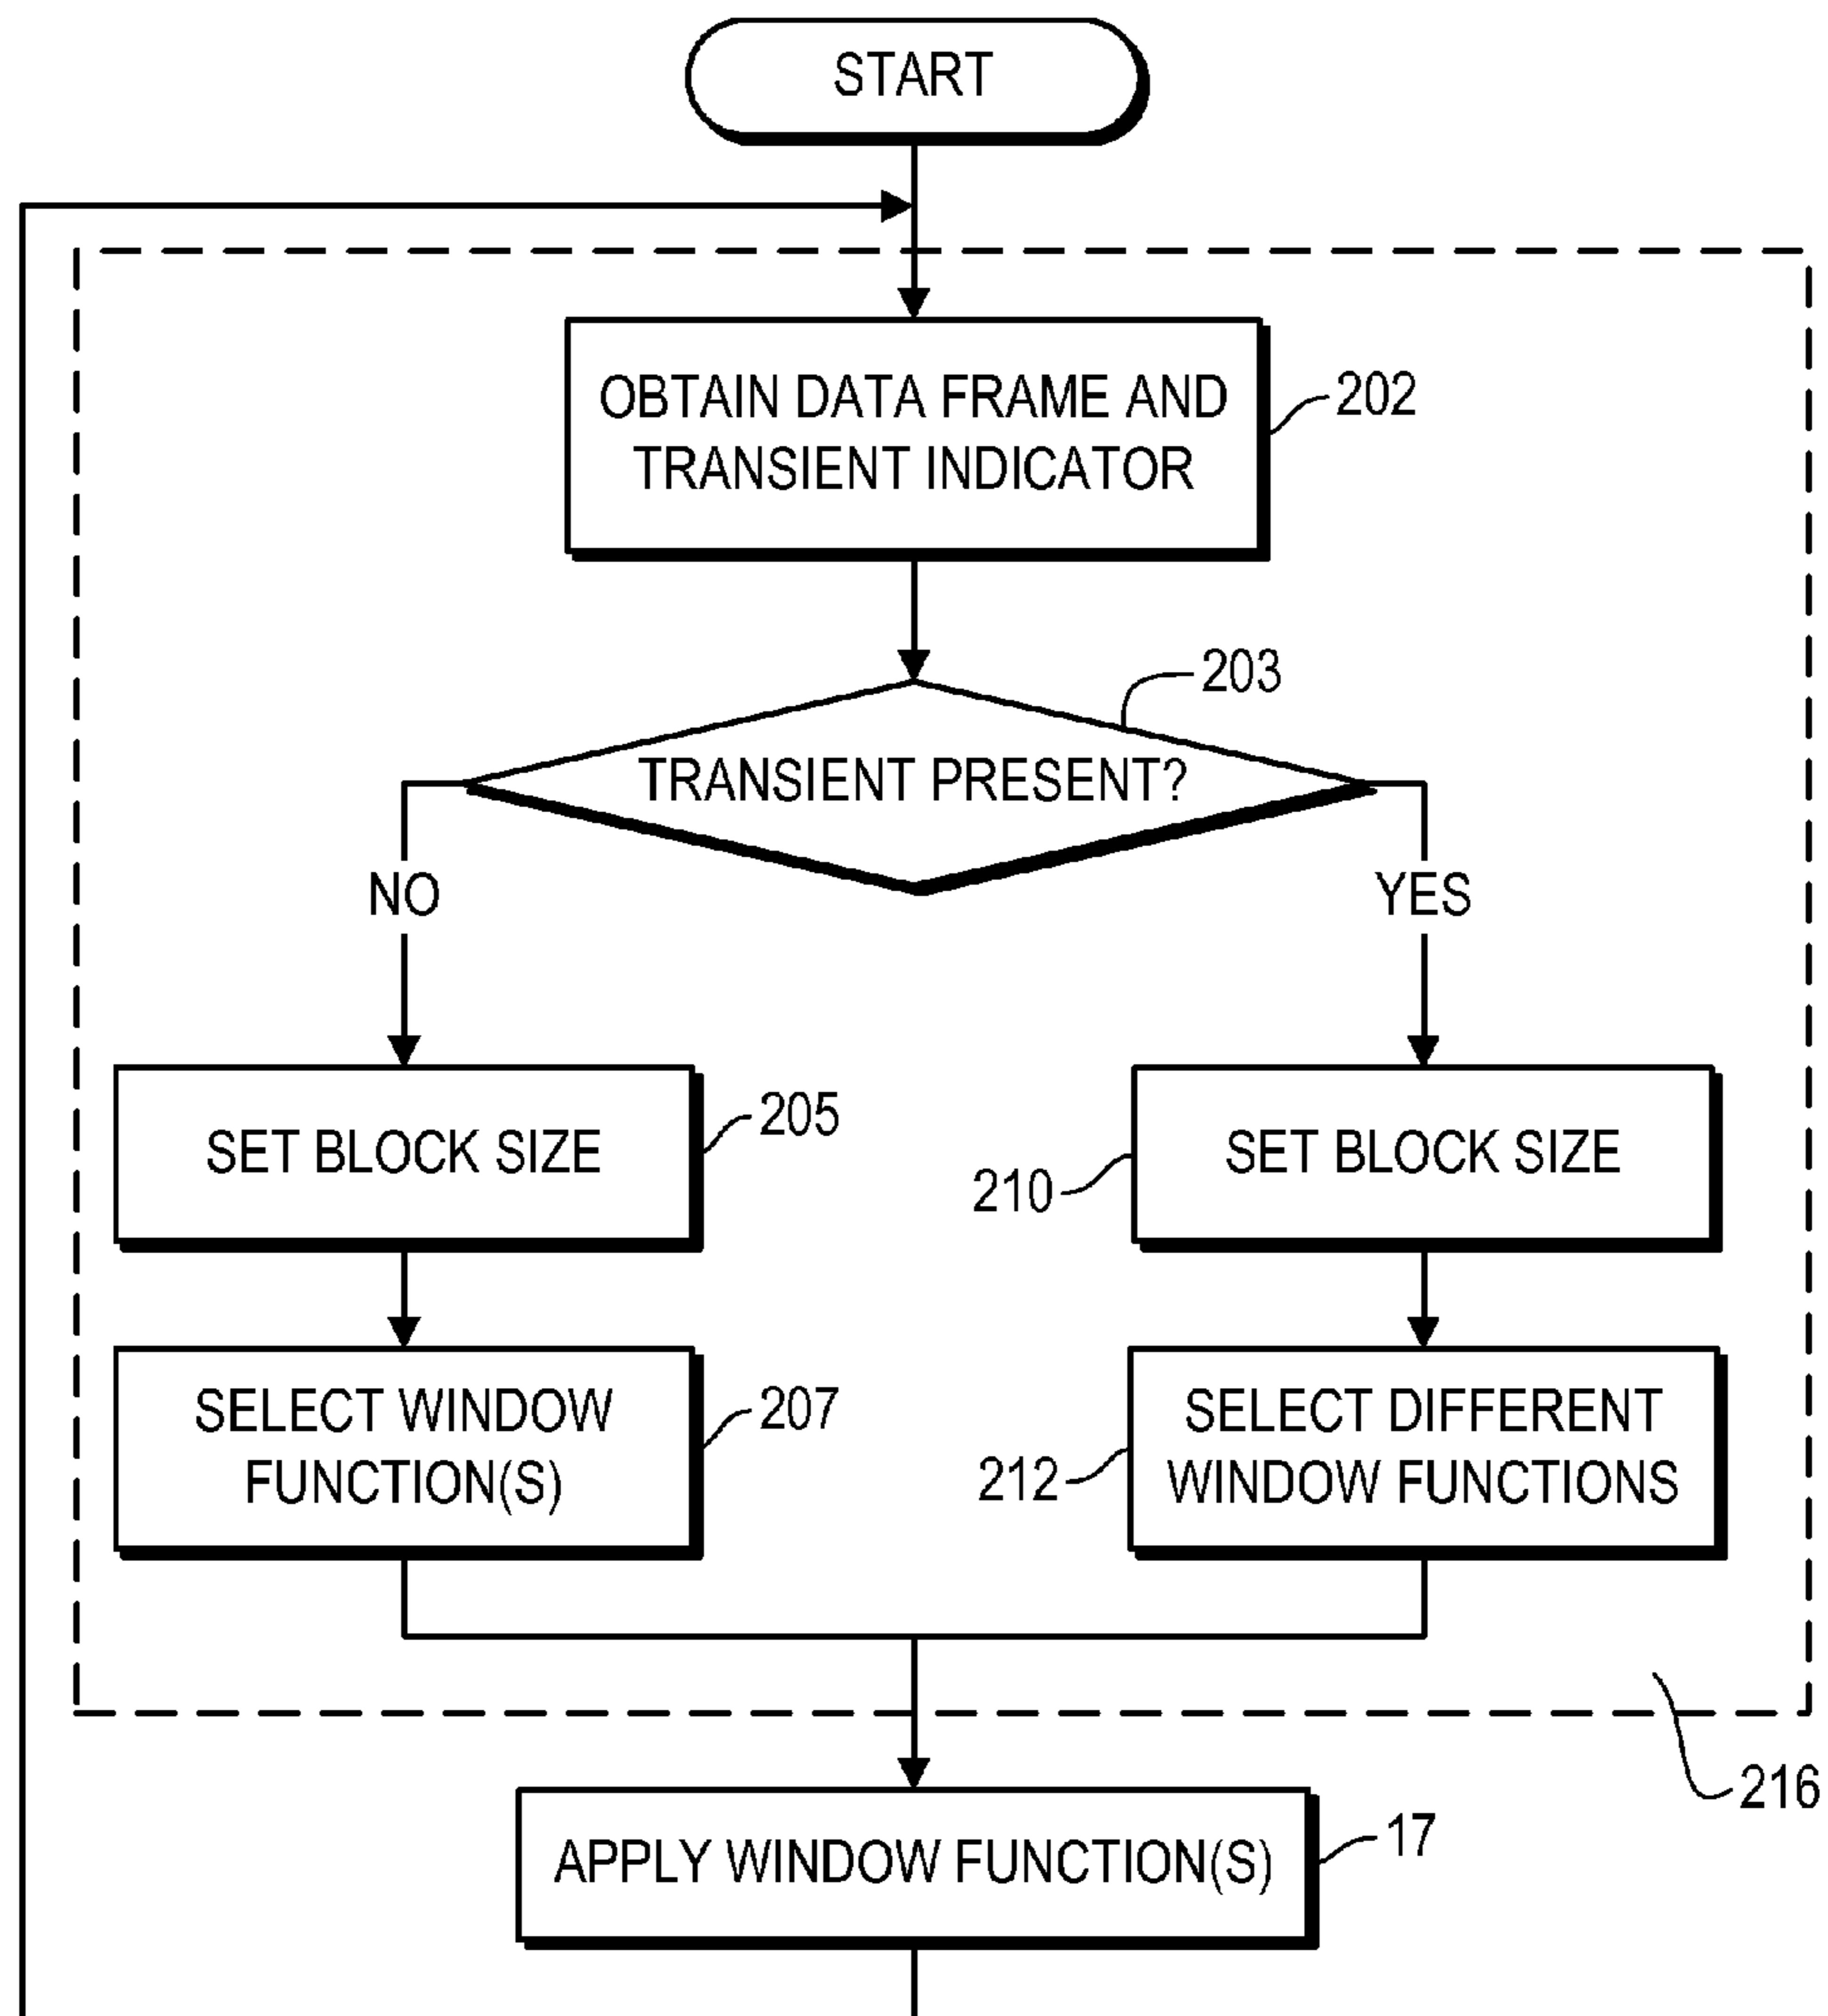 START
OBTAIN DATA FRAME AND
TRANSIENT INDICATOR
202
203
TRANSIENT PRESENT?
NO
YES
SET BLOCK SIZE
205
SET BLOCK SIZE
210
SELECT WINDOW
FUNCTION(S)
207
SELECT DIFFERENT
WINDOW FUNCTIONS
212
216
APPLY WINDOW FUNCTION(S)
17